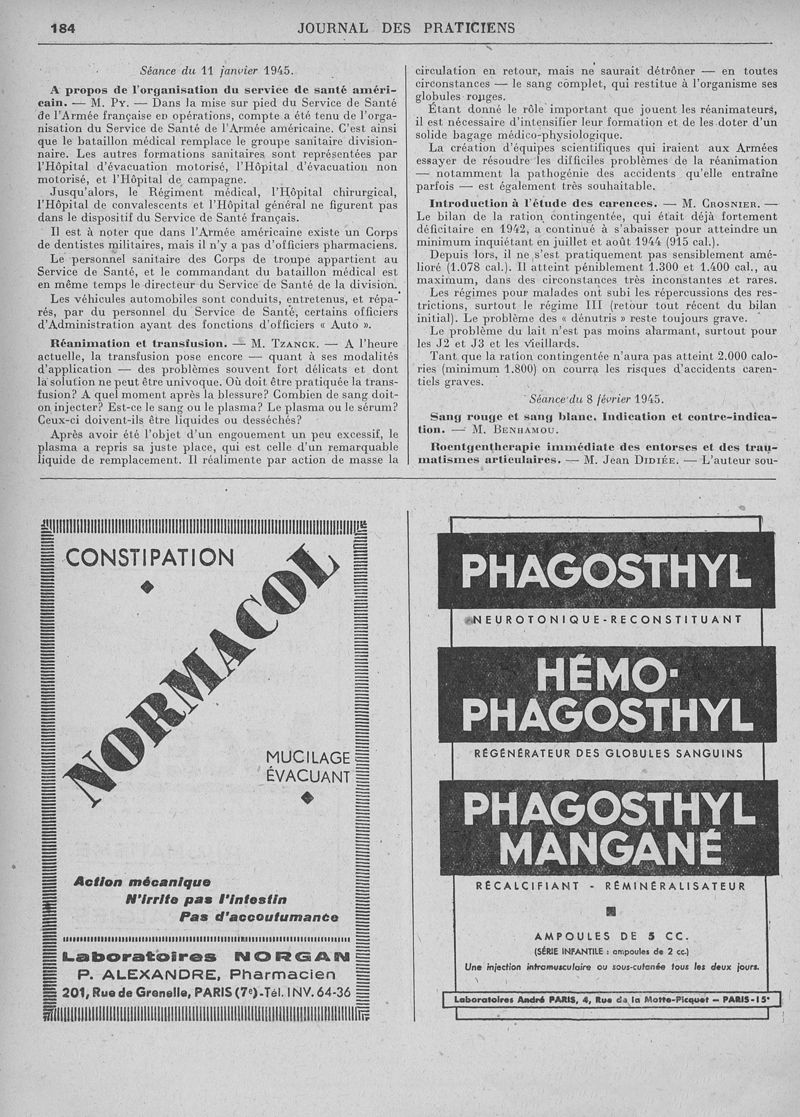 184
JOURNAL DES PRATICIENS
Séance du 11 janvier 1945.
A propos de l'organisation du service de santé améri-
cain. — M. Py. — Dans la mise sur pied du Service de Santé
de l'Armée française en opérations, compte a été tenu de l'orga-
nisation du Service de Santé de l'Armée américaine. C'est ainsi
que le bataillon médical remplace le groupe sanitaire division-
naire. Les autres formations sanitaires sont représentées par
l'Hôpital d'évacuation motorisé, l'Hôpital d'évacuation non
motorisé, et l'Hôpital de campagne.
Jusqu'alors, le Régiment médical, l'Hôpital chirurgical,
l'Hôpital de convalescents et l'Hôpital général ne figurent pas
dans le dispositif du Service de Santé français.
Il est à noter que dans l'Armée américaine existe un Corps
de dentistes militaires, mais il n'y a pas d'officiers pharmaciens.
Le personnel sanitaire des Corps de troupe appartient au
Service de Santé, et le commandant du bataillon médical est
en même temps le directeur du Service de Santé de la division.
Les véhicules automobiles sont conduits, entretenus, et répa-
rés, par du personnel du Service de Santé, certains officiers
d'Administration ayant des fonctions d'officiers « Auto ».
Réanimation et transfusion. — M. Tzanck. — A l'heure
actuelle, la transfusion pose encore — quant à ses modalités
d'application — des problèmes souvent fort délicats et dont
la solution ne peut être univoque. Où doit être pratiquée la trans-
fusion? A quel moment après la blessure? Combien de sang doit-
on injecter? Est-ce le sang ou le plasma? Le plasma ou le sérum?
Ceux-ci doivent-ils être liquides ou desséchés?
Après avoir été l'objet d'un engouement un peu excessif, le
plasma a repris sa juste place, qui est celle d'un remarquable
liquide de remplacement. Il réalimente par action de masse la
circulation en retour, mais ne saurait détrôner — en toutes
circonstances — le sang complet, qui restitue à l'organisme ses
globules rouges.
Étant donné le rôle important que jouent les réanimateurs,
il est nécessaire d'intensifier leur formation et de les doter d'un
solide bagage médico-physiologique.
La création d'équipes scientifiques qui iraient aux Armées
essayer de résoudre les difficiles problèmes de la réanimation
— notamment la pathogénie des accidents qu'elle entraîne
parfois — est également très souhaitable.
Introduction à l'étude des carences. — M. Crosnier. —
Le bilan de la ration contingentée, qui était déjà fortement
déficitaire en 1942, a continué à s'abaisser pour atteindre un
minimum inquiétant en juillet et août 1944 (915 cal.).
Depuis lors, il ne s'est pratiquement pas sensiblement amé-
lioré (1.078 cal.). Il atteint péniblement 1.300 et 1.400 cal., au
maximum, dans des circonstances très inconstantes et rares.
Les régimes pour malades ont subi les répercussions des res-
trictions, surtout le régime III (retour tout récent du bilan
initial). Le problème des « dénutris » reste toujours grave.
Le problème du lait n'est pas moins alarmant, surtout pour
les J2 et J3 et les vieillards.
Tant que la ration contingentée n'aura pas atteint 2.000 calo-
ries (minimum 1.800) on courra les risques d'accidents caren-
tiels graves.
Séance du 8 février 1945.
Sang rouge et sang blanc. Indication et contre-indica-
tion. — M. Benhamou.
Roentgentherapie immédiate des entorses et des trau-
matismes articulaires. — M. Jean Didiée. — L'auteur sou-
CONSTIPATION
NORMACOL
MUCILAGE
ÉVACUANT
Action mécanique
N'irrite pas l'intestin
Pas d'accoutumance
Laboratoires NORGAN
P. ALEXANDRE, Pharmacien
201, Rue de Grenelle, PARIS (7e)-Tél. INV. 64-36
PHAGOSTHYL
NEUROTONIQUE-RECONSTITUANT
HÉMO-
PHAGOSTHYL
RÉGÉNÉRATEUR DES GLOBULES SANGUINS
PHAGOSTHYL
MANGANÉ
RÉCALCIFIANT - RÉMINÉRALISATEUR
AMPOULES DE 5 CC.
(SÉRIE INFANTILE : ampoules de 2 cc.)
Une injection intramusculaire ou sous-cutanée tous les deux jours.
Laboratoires André PARIS, 4, Rue de la Motte-Picquet — PARIS-15e